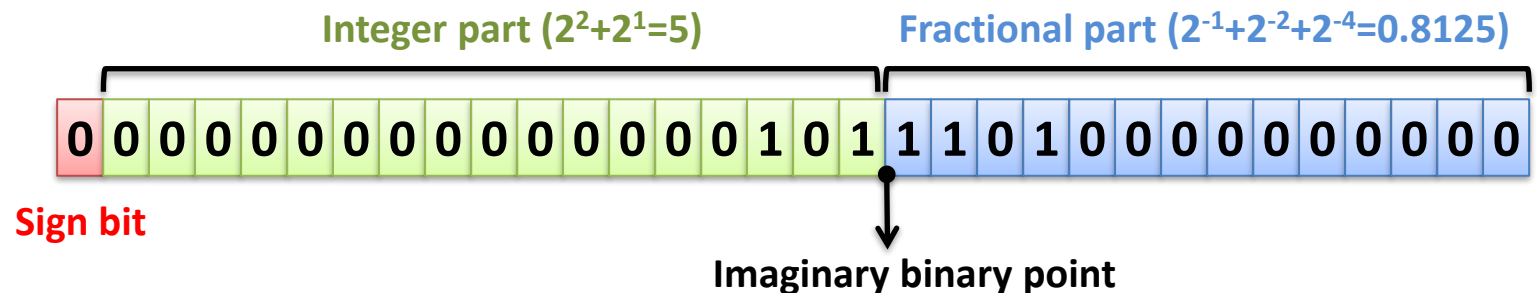 Integer part (2²+2¹=5) Fractional part (2⁻¹+2⁻²+2⁻⁴=0.8125)
0 0 0 0 0 0 0 0 0 0 0 0 0 0 0 1 0 1 1 1 0 1 0 0 0 0 0 0 0 0 0 0
Sign bit
Imaginary binary point